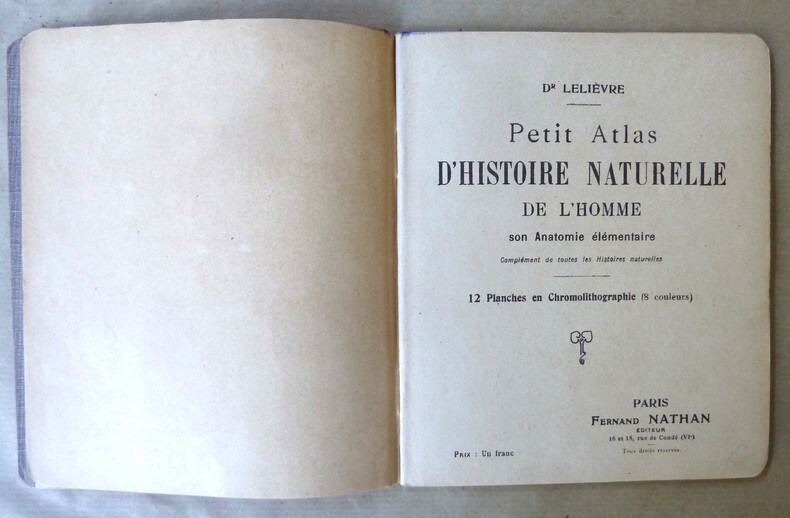 Dʀ LELIÈVRE
Petit Atlas
D'HISTOIRE NATURELLE
DE L'HOMME
son Anatomie élémentaire
Complément de toutes les Histoires naturelles
12 Planches en Chromolithographie (8 couleurs)
PARIS
FERNAND NATHAN
ÉDITEUR
16 et 18, rue de Condé (VIᵉ)
Tous droits réservés.
PRIX : Un franc